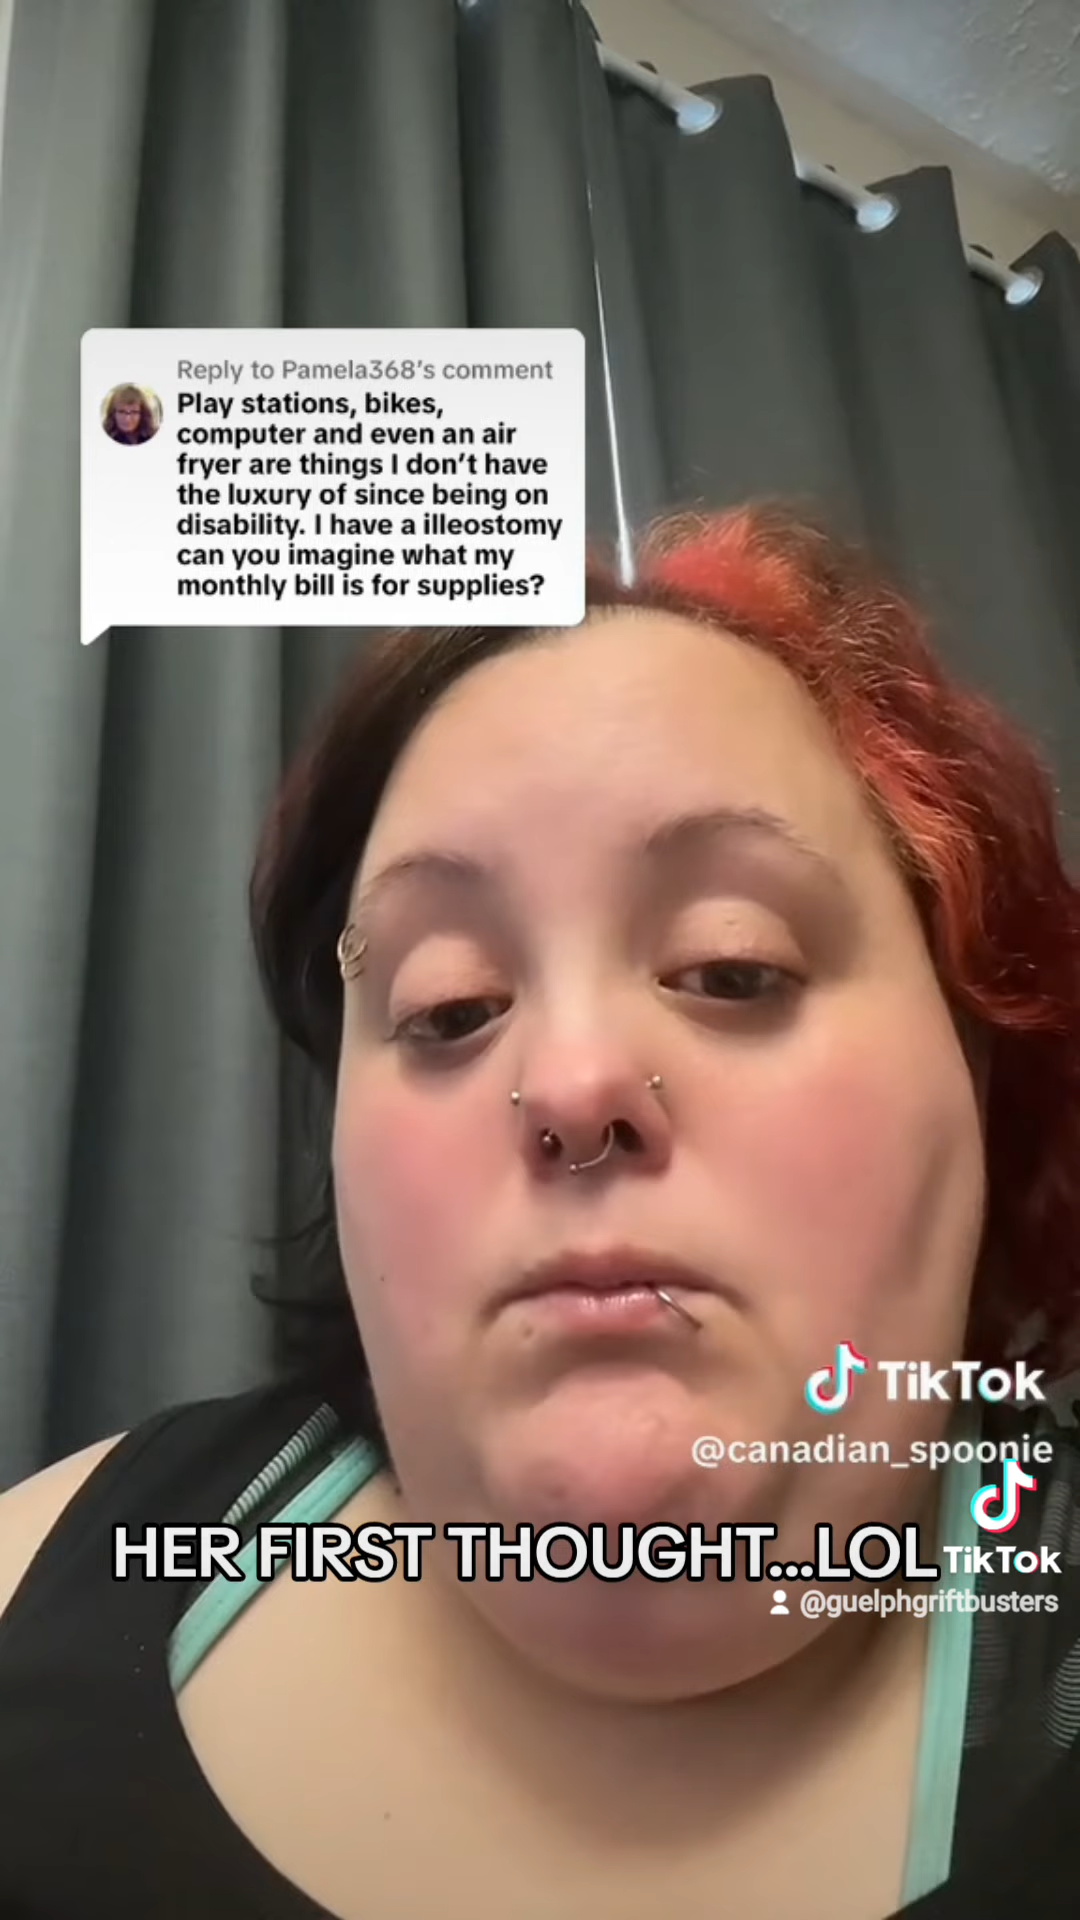 Reply to Pamela368's comment
Play stations, bikes,
computer and even an air
fryer are things I don't have
the luxury of since being on
disability. I have a illeostomy
can you imagine what my
monthly bill is for supplies?
TikTok
@canadian_spoonie
HER FIRST THOUGHT...LOL
TikTok
@guelphgriftbusters